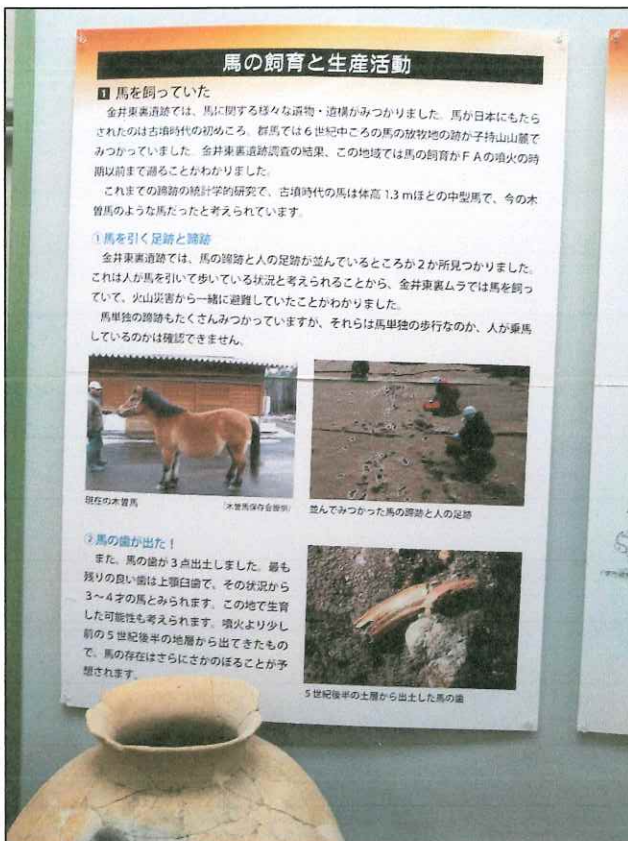 馬の飼育と生産活動
1 馬を飼っていた
金井東裏遺跡では、馬に関する様々な遺物・遺構がみつかりました。馬が日本にもたら
されたのは古墳時代の初めころ。群馬では6世紀中ころの馬の放牧地の跡が子持山山麓で
みつかっていました。金井東裏遺跡調査の結果、この地域では馬の飼育がFAの噴火の時
期以前まで遡ることがわかりました。
これまでの蹄跡の統計学的研究で、古墳時代の馬は体高1.3mほどの中型馬で、今の木
曽馬のような馬だったと考えられています。
①馬を引く足跡と蹄跡
金井東裏遺跡では、馬の蹄跡と人の足跡が並んでいるところが2か所見つかりました。
これは人が馬を引いて歩いている状況と考えられることから、金井東裏ムラでは馬を飼っ
ていて、火山災害から一緒に避難していたことがわかりました。
馬単独の蹄跡もたくさんみつかっていますが、それらは馬単独の歩行なのか、人が乗馬
しているのかは確認できません。
現在の木曽馬
（木曽馬保存会提供）
並んでみつかった馬の蹄跡と人の足跡
②馬の歯が出た！
また、馬の歯が3点出土しました。最も
残りの良い歯は上顎臼歯で、その状況から
3～4才の馬とみられます。この地で生育
した可能性も考えられます。噴火より少し
前の5世紀後半の地層から出てきたもの
で、馬の存在はさらにさかのぼることが予
想されます。
5世紀後半の土層から出土した馬の歯